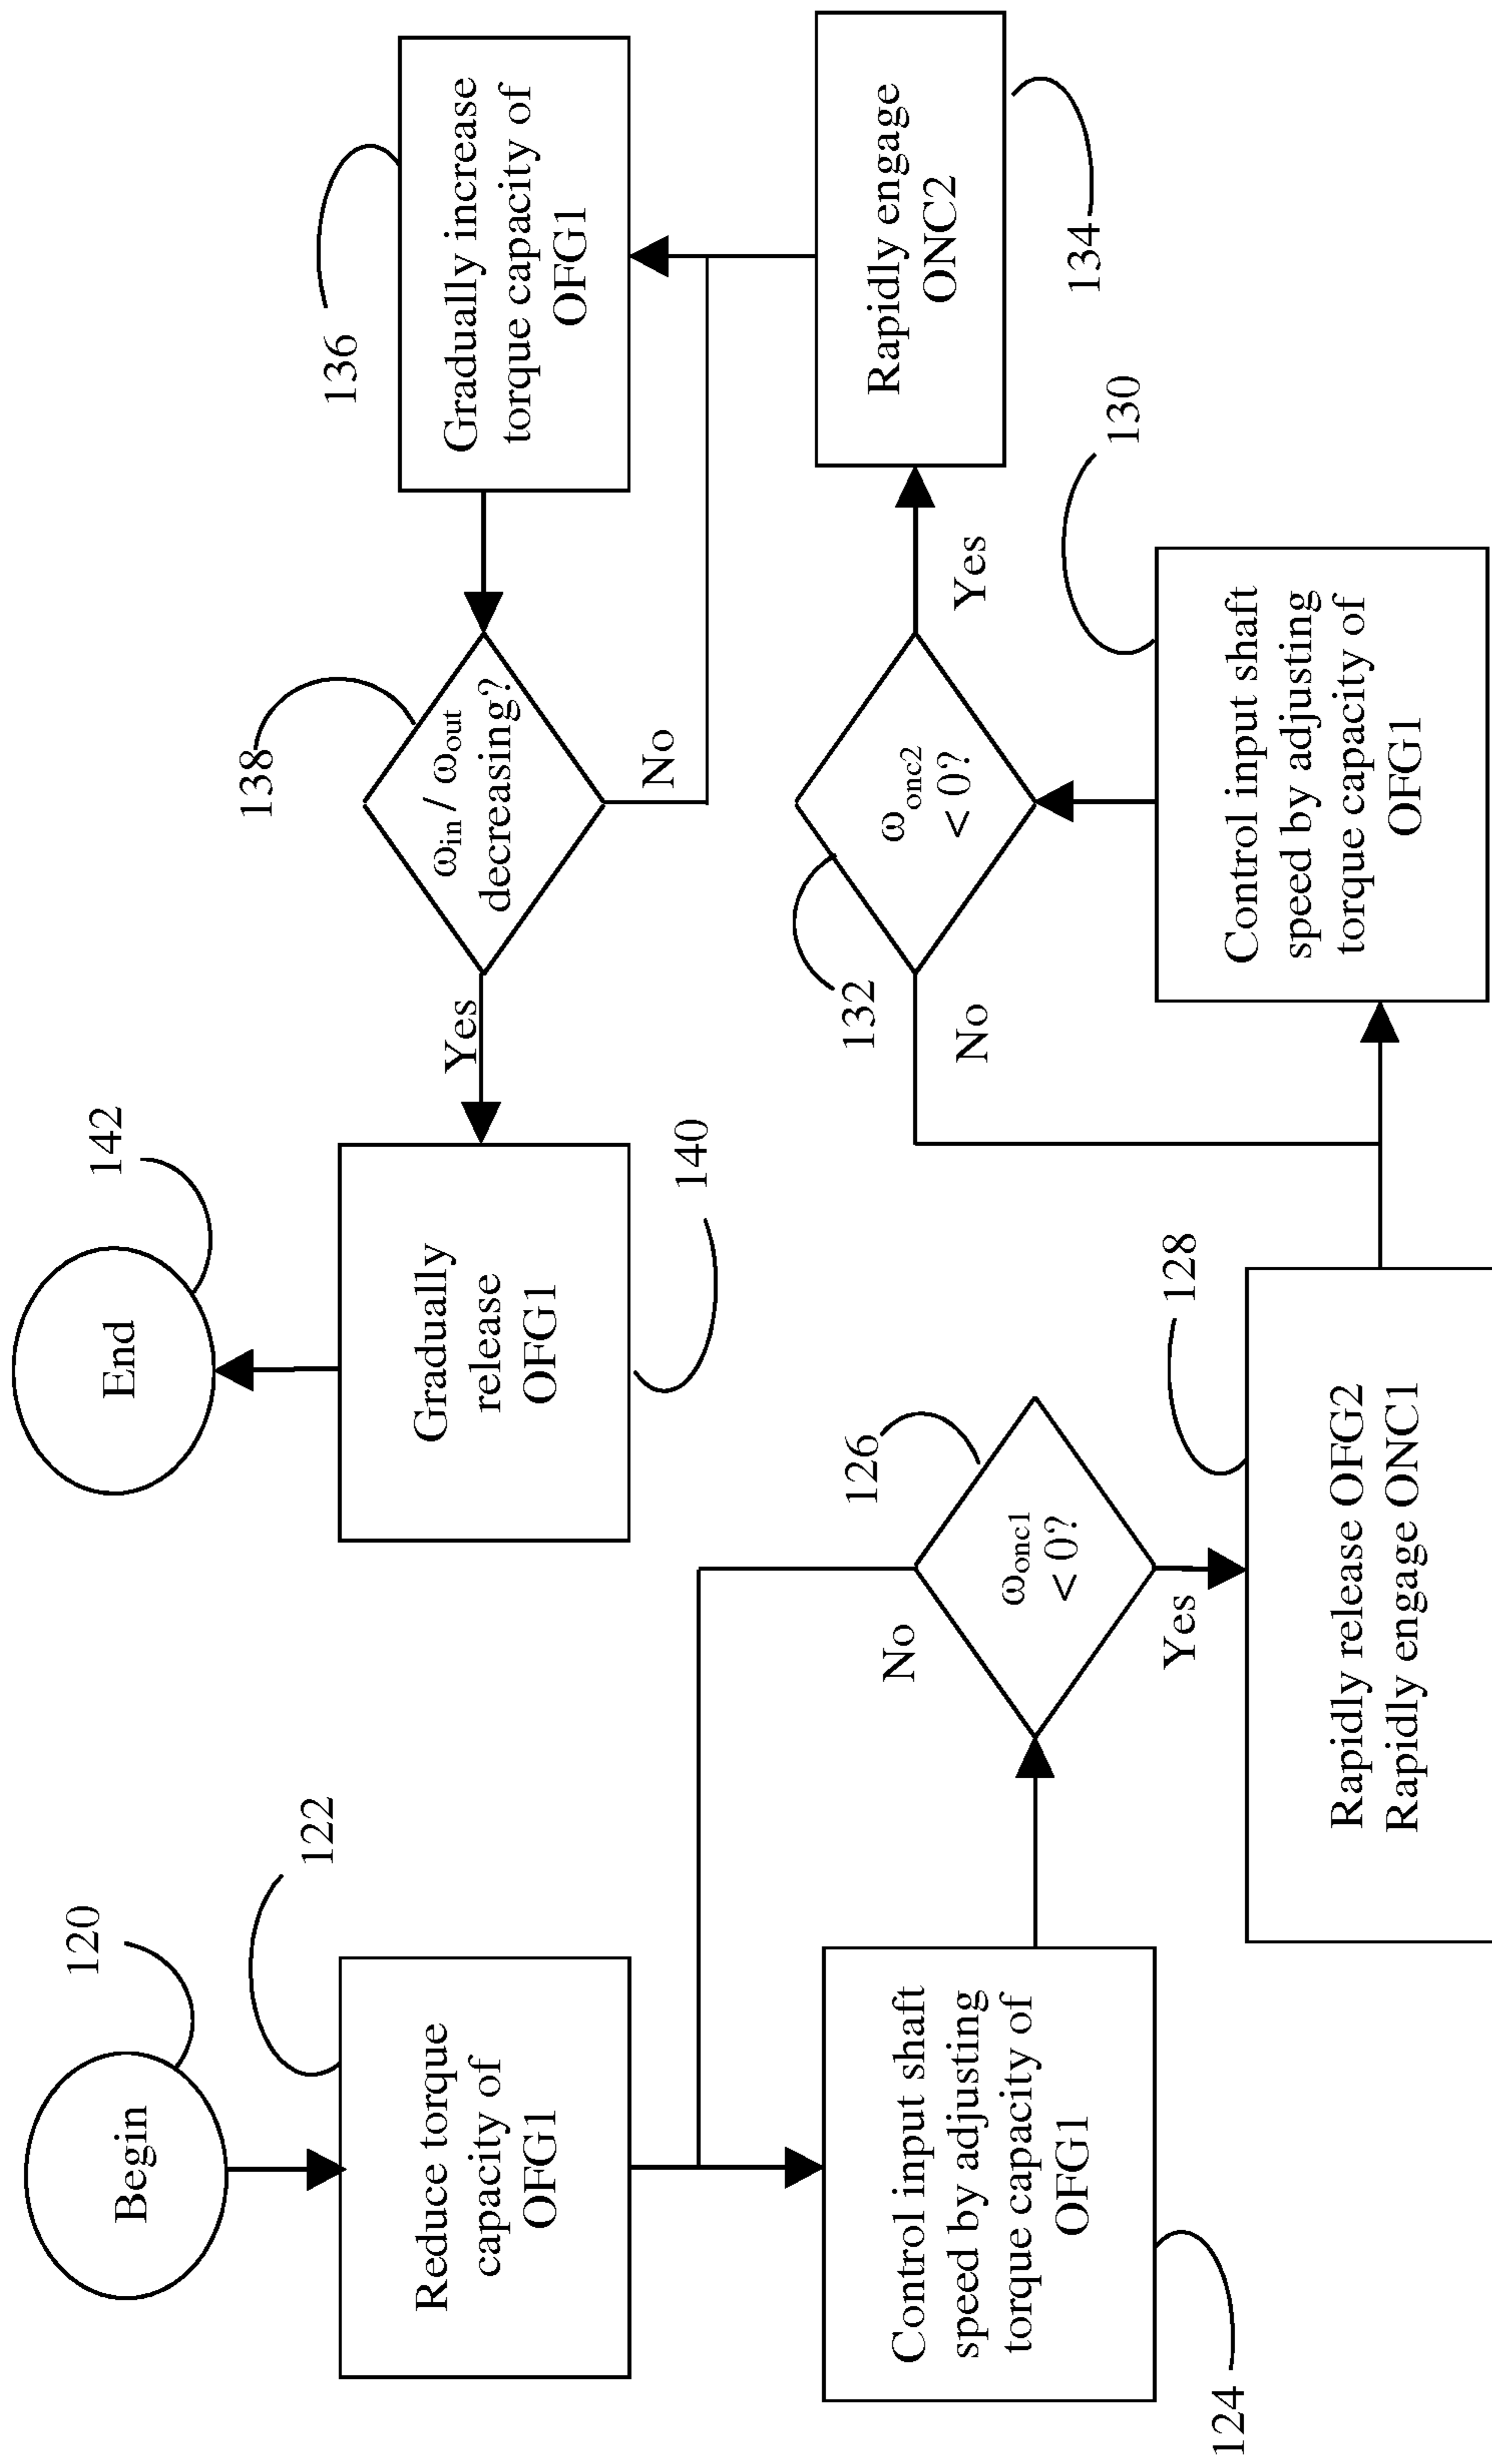 120
Begin
122
Reduce torque
capacity of
OFG1
Control input shaft
speed by adjusting
torque capacity of
OFG1
124
126
ωonc1
< 0?
No
Yes
128
Rapidly release OFG2
Rapidly engage ONC1
130
Control input shaft
speed by adjusting
torque capacity of
OFG1
132
ωonc2
< 0?
No
Yes
Rapidly engage
ONC2
134
136
Gradually increase
torque capacity of
OFG1
138
ωin / ωout
decreasing?
No
Yes
Gradually
release
OFG1
140
142
End